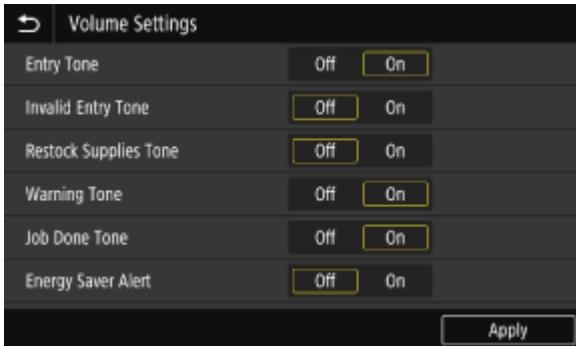 Volume Settings
Entry Tone Off On
Invalid Entry Tone Off On
Restock Supplies Tone Off On
Warning Tone Off On
Job Done Tone Off On
Energy Saver Alert Off On
Apply